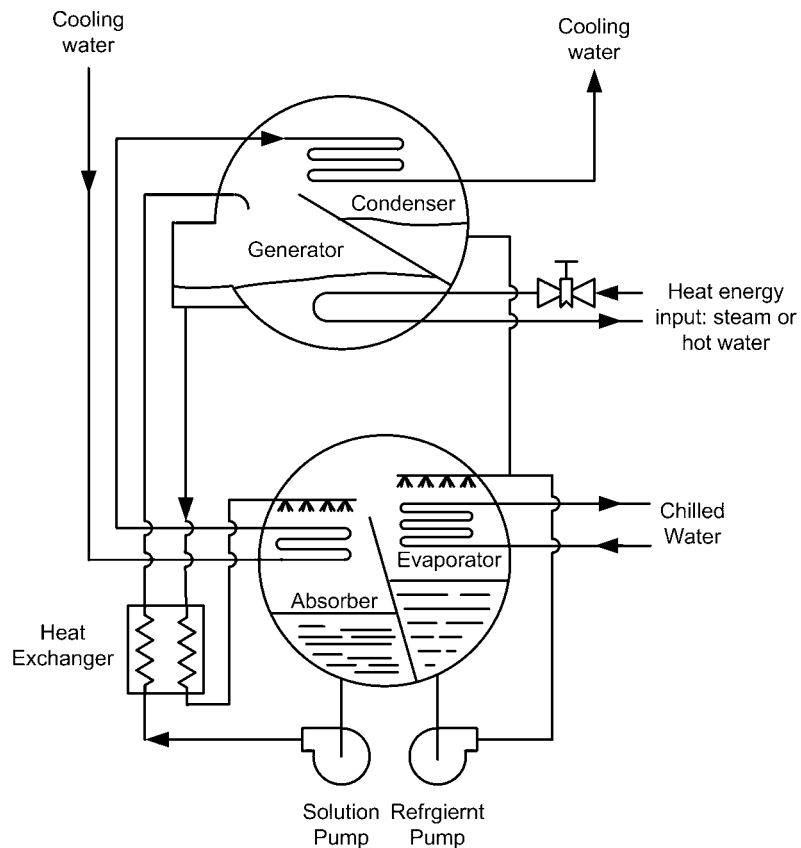 Cooling
water
Cooling
water
Condenser
Generator
Heat energy
input: steam or
hot water
Chilled
Water
Evaporator
Absorber
Heat
Exchanger
Solution
Pump
Refrgiernt
Pump